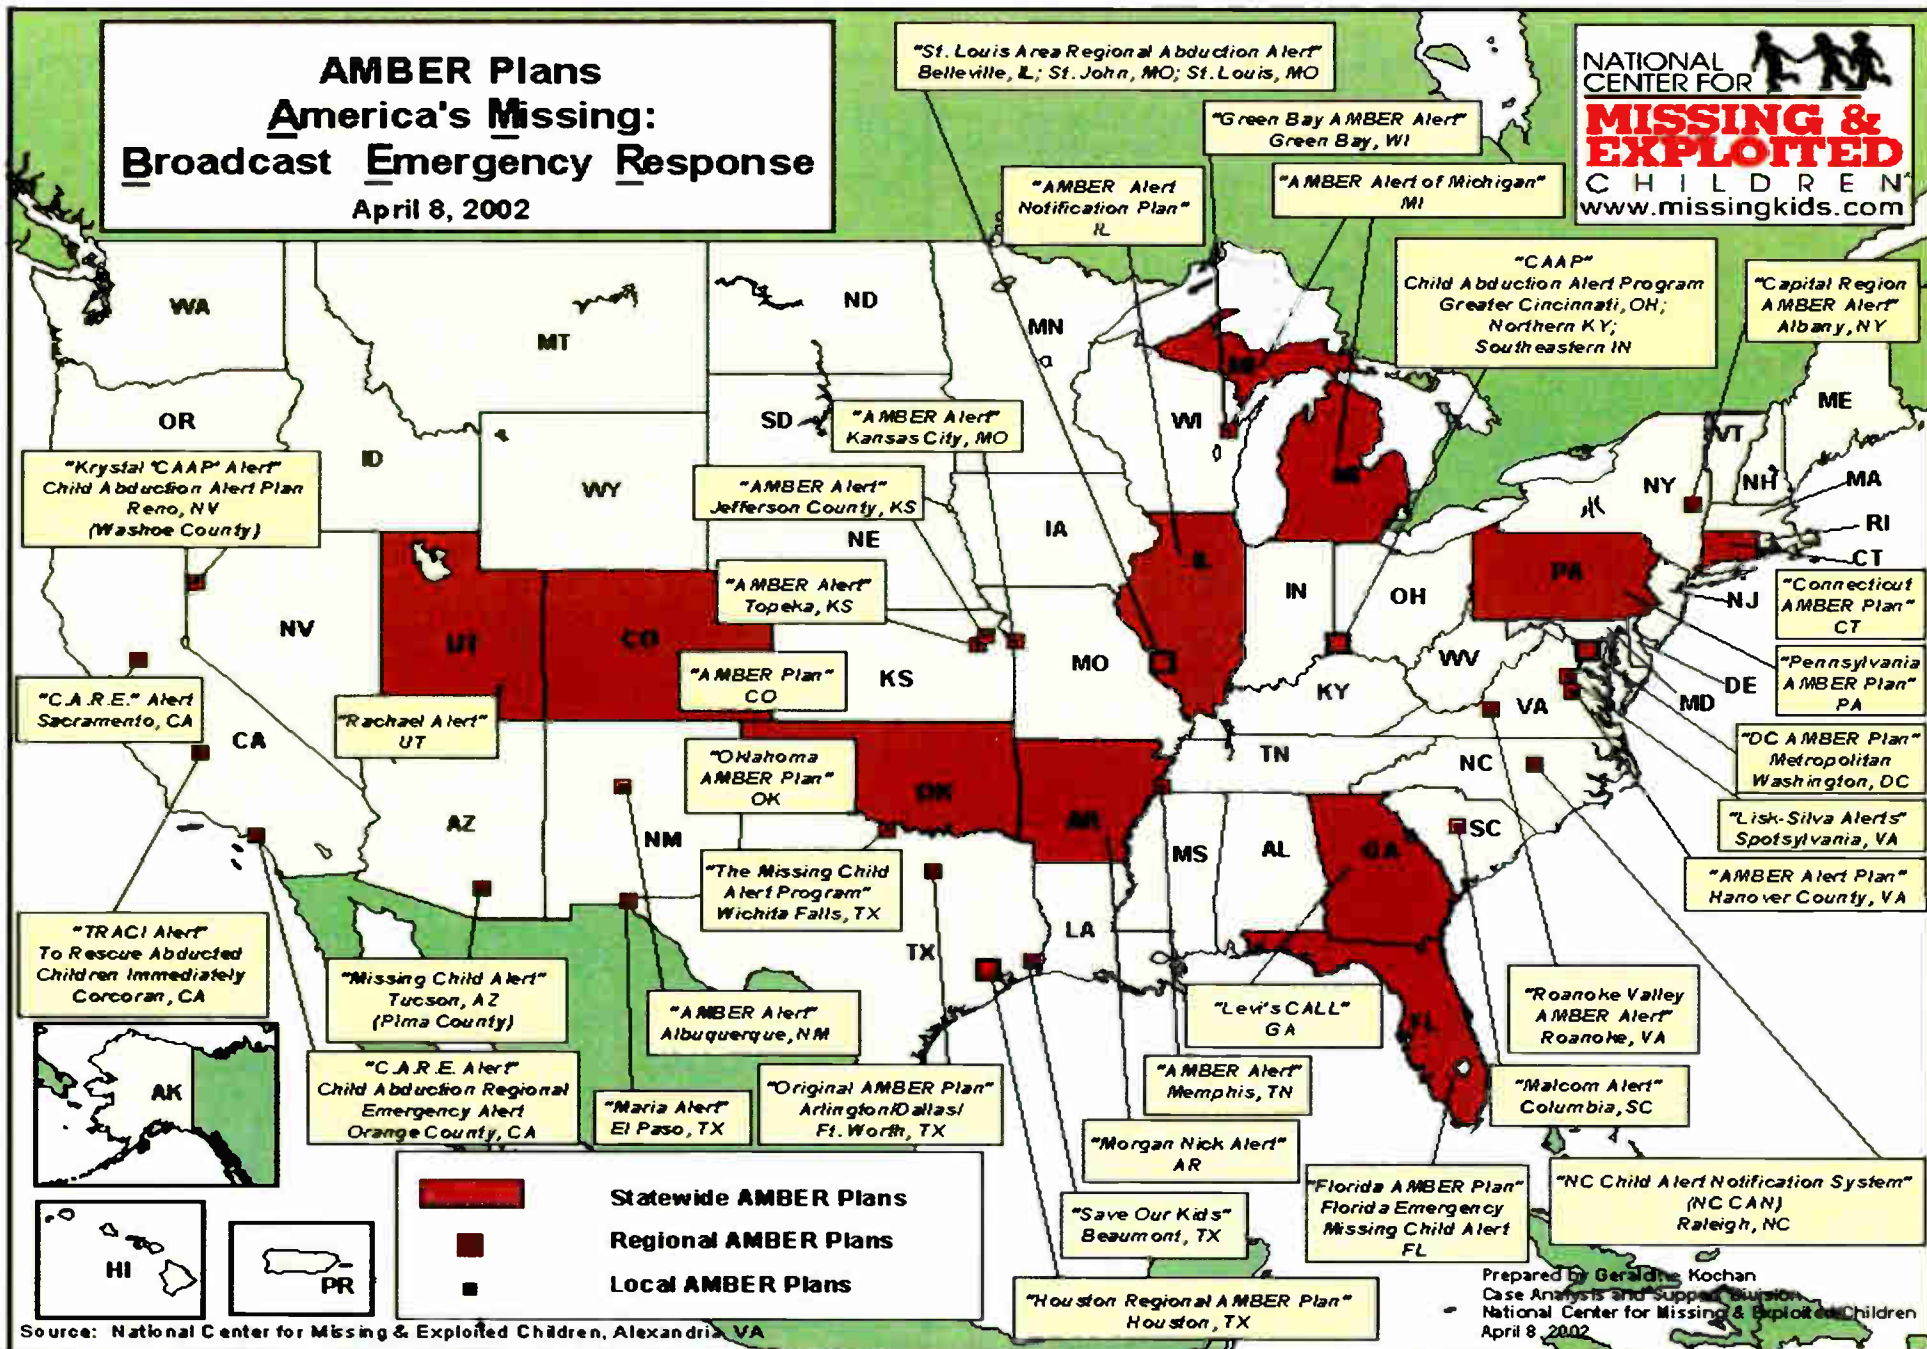 AMBER Plans
America's Missing:
Broadcast Emergency Response
April 8, 2002
"St. Louis Area Regional Abduction Alert"
Belleville, IL; St. John, MO; St. Louis, MO
NATIONAL
CENTER FOR
MISSING &
EXPLOITED
CHILDREN
www.missingkids.com
"Green Bay AMBER Alert"
Green Bay, WI
"AMBER Alert
Notification Plan"
IL
"AMBER Alert of Michigan"
MI
"CAAP"
Child Abduction Alert Program
Greater Cincinnati, OH;
Northern KY;
Southeastern IN
"Capital Region
AMBER Alert"
Albany, NY
WA
MT
ND
MN
OR
ID
WY
SD
WI
MI
MI
ME
VT
NH
NY
MA
RI
CT
"AMBER Alert"
Kansas City, MO
"Krystal 'CAAP' Alert"
Child Abduction Alert Plan
Reno, NV
(Washoe County)
"AMBER Alert"
Jefferson County, KS
NE
IA
IL
IN
OH
PA
NJ
"AMBER Alert"
Topeka, KS
"Connecticut
AMBER Plan"
CT
NV
UT
CO
KS
MO
KY
WV
VA
DE
MD
"AMBER Plan"
CO
"Pennsylvania
AMBER Plan"
PA
"C.A.R.E." Alert
Sacramento, CA
CA
"Rachael Alert"
UT
"Oklahoma
AMBER Plan"
OK
TN
NC
"DC AMBER Plan"
Metropolitan
Washington, DC
AZ
NM
OK
AR
MS
AL
GA
SC
"Lisk-Silva Alerts"
Spotsylvania, VA
"The Missing Child
Alert Program"
Wichita Falls, TX
"AMBER Alert Plan"
Hanover County, VA
"TRACI Alert"
To Rescue Abducted
Children Immediately
Corcoran, CA
TX
LA
FL
"Missing Child Alert"
Tucson, AZ
(Pima County)
"AMBER Alert"
Albuquerque, NM
"Levi's CALL"
GA
"Roanoke Valley
AMBER Alert"
Roanoke, VA
AK
"C.A.R.E. Alert"
Child Abduction Regional
Emergency Alert
Orange County, CA
"Maria Alert"
El Paso, TX
"Original AMBER Plan"
Arlington/Dallas/
Ft. Worth, TX
"AMBER Alert"
Memphis, TN
"Malcom Alert"
Columbia, SC
"Morgan Nick Alert"
AR
"Florida AMBER Plan"
Florida Emergency
Missing Child Alert
FL
"NC Child Alert Notification System"
(NC CAN)
Raleigh, NC
Statewide AMBER Plans
Regional AMBER Plans
Local AMBER Plans
"Save Our Kids"
Beaumont, TX
HI
PR
"Houston Regional AMBER Plan"
Houston, TX
Prepared by Geraldine Kochan
Case Analysis and Support Division
National Center for Missing & Exploited Children
April 8, 2002
Source: National Center for Missing & Exploited Children, Alexandria, VA